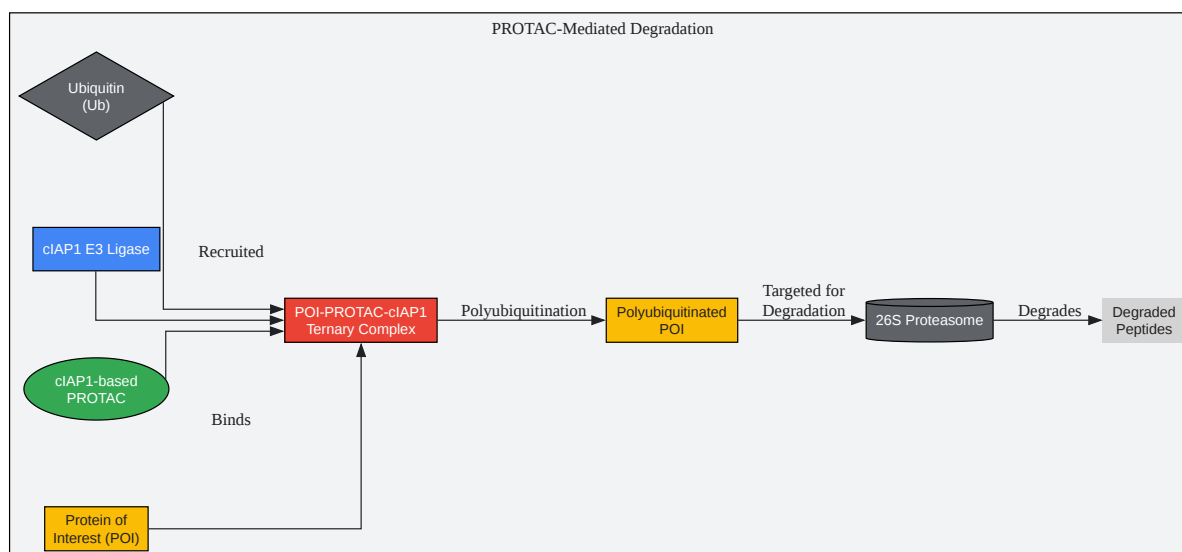 PROTAC-Mediated Degradation
Ubiquitin
(Ub)
cIAP1 E3 Ligase
Recruited
POI-PROTAC-cIAP1
Ternary Complex
Polyubiquitination
Polyubiquitinated
POI
Targeted for
Degradation
26S Proteasome
Degrades
Degraded
Peptides
cIAP1-based
PROTAC
Binds
Protein of
Interest (POI)